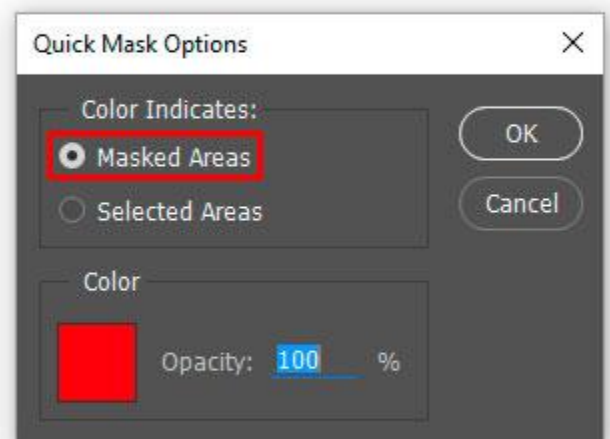 Quick Mask Options
Color Indicates:
Masked Areas
OK
Selected Areas
Cancel
Color
Opacity: 100 %